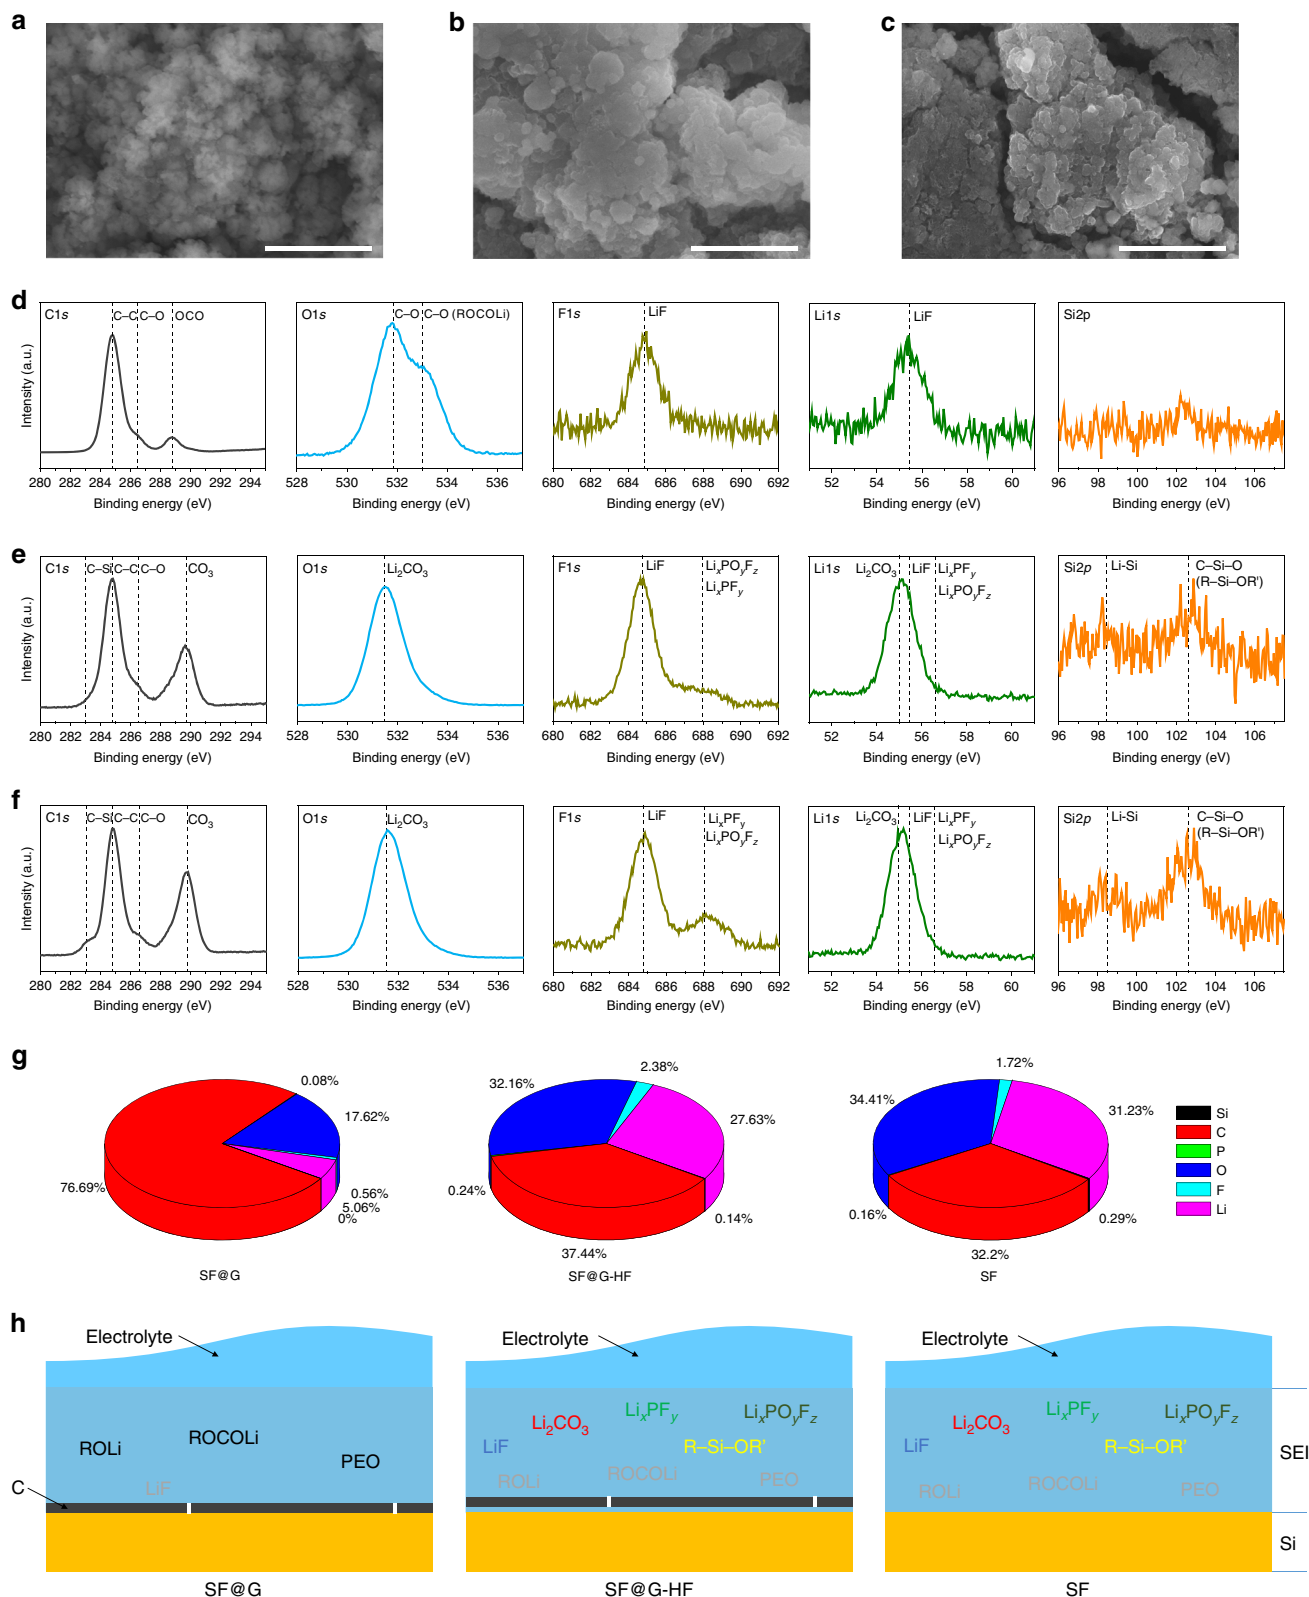 a
b
c
d
C1s
C–C
C–O
OCO
O1s
C–O
C–O (ROCOLi)
F1s
LiF
Li1s
LiF
Si2p
Intensity (a.u.)
280 282 284 286 288 290 292 294
528 530 532 534 536
680 682 684 686 688 690 692
52 54 56 58 60
96 98 100 102 104 106
Binding energy (eV)
Binding energy (eV)
Binding energy (eV)
Binding energy (eV)
Binding energy (eV)
e
C1s
C–Si
C–C
C–O
CO3
O1s
Li2CO3
F1s
LiF
LixPOyFz
LixPFy
Li1s
Li2CO3
LiF
LixPFy
LixPOyFz
Si2p
Li-Si
C–Si–O
(R–Si–OR')
Intensity (a.u.)
280 282 284 286 288 290 292 294
528 530 532 534 536
680 682 684 686 688 690 692
52 54 56 58 60
96 98 100 102 104 106
Binding energy (eV)
Binding energy (eV)
Binding energy (eV)
Binding energy (eV)
Binding energy (eV)
f
C1s
C–Si
C–C
C–O
CO3
O1s
Li2CO3
F1s
LiF
LixPFy
LixPOyFz
Li1s
Li2CO3
LiF
LixPFy
LixPOyFz
Si2p
Li-Si
C–Si–O
(R–Si–OR')
Intensity (a.u.)
280 282 284 286 288 290 292 294
528 530 532 534 536
680 682 684 686 688 690 692
52 54 56 58 60
96 98 100 102 104 106
Binding energy (eV)
Binding energy (eV)
Binding energy (eV)
Binding energy (eV)
Binding energy (eV)
g
0.08%
17.62%
76.69%
0.56%
5.06%
0%
SF@G
32.16%
2.38%
27.63%
0.24%
0.14%
37.44%
SF@G-HF
1.72%
34.41%
31.23%
0.16%
0.29%
32.2%
SF
Si
C
P
O
F
Li
h
Electrolyte
ROLi
ROCOLi
PEO
LiF
C
SF@G
Electrolyte
Li2CO3
LixPFy
LixPOyFz
LiF
R–Si–OR'
ROLi
ROCOLi
PEO
SF@G-HF
Electrolyte
Li2CO3
LixPFy
LixPOyFz
LiF
R–Si–OR'
ROLi
ROCOLi
PEO
SEI
Si
SF